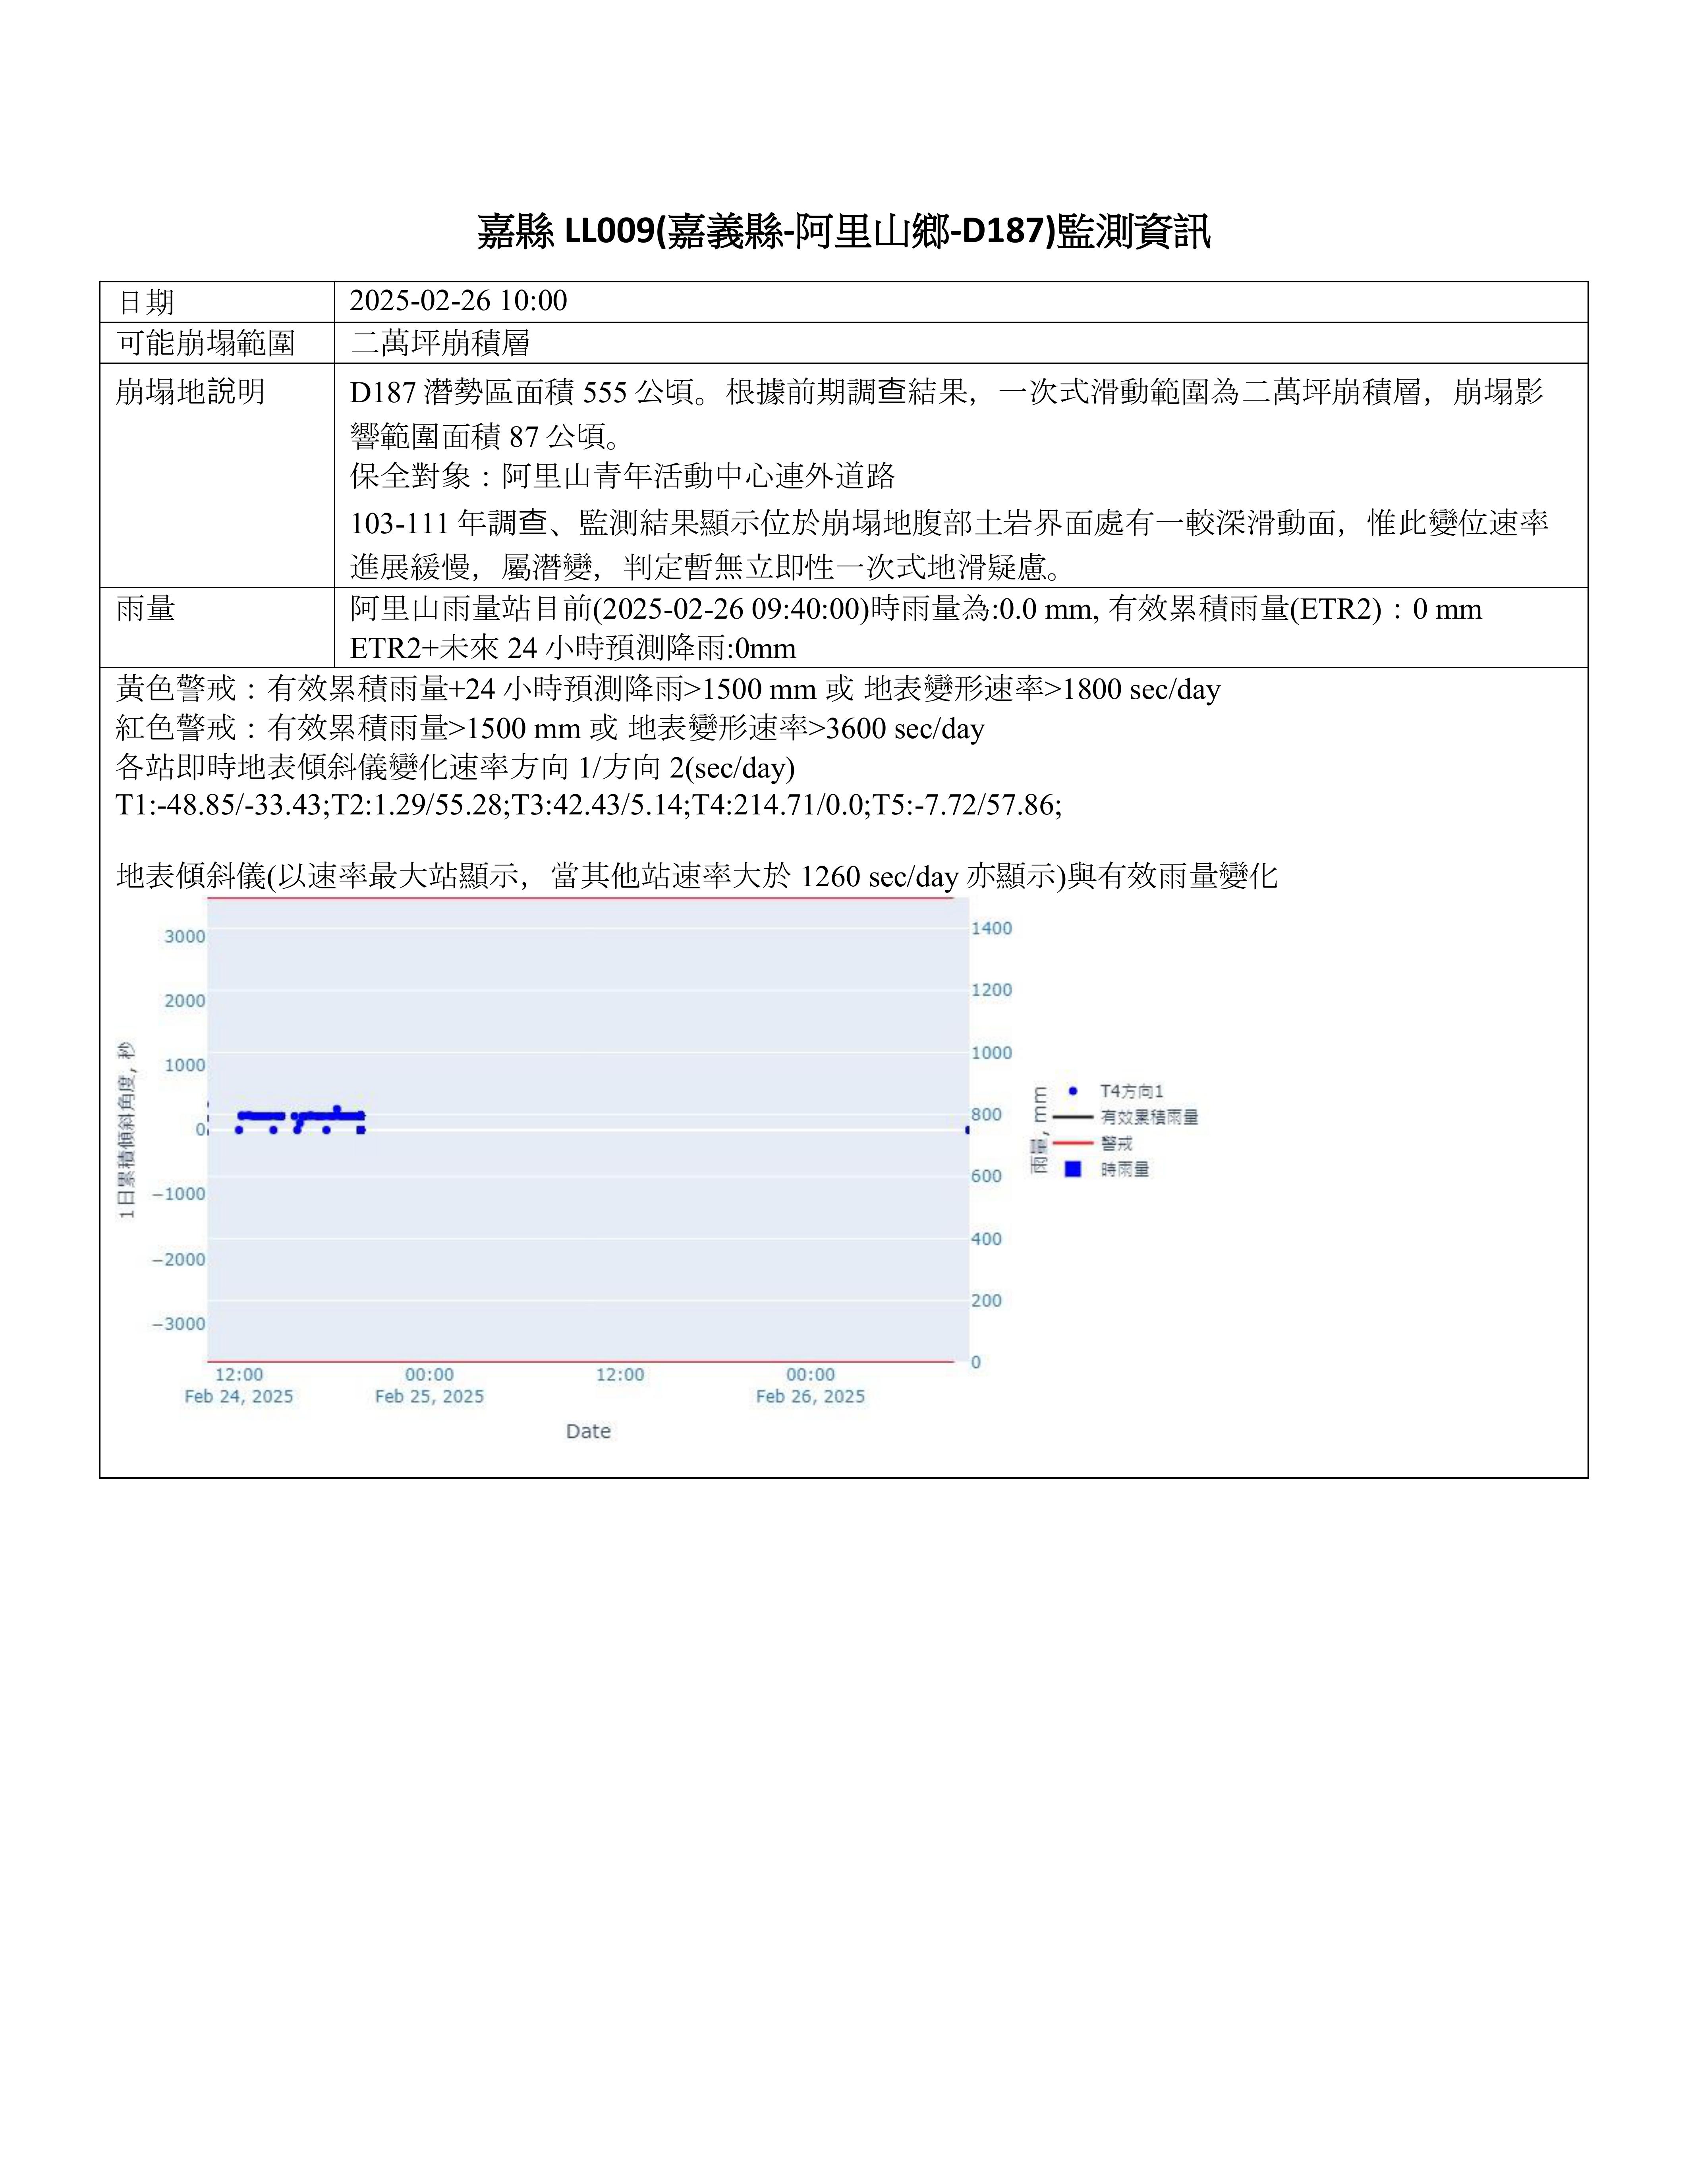 嘉縣 LL009(嘉義縣-阿里山鄉-D187)監測資訊
日期 2025-02-26 10:00
可能崩塌範圍 二萬坪崩積層
崩塌地說明 D187 潛勢區面積 555 公頃。根據前期調查結果，一次式滑動範圍為二萬坪崩積層，崩塌影
響範圍面積 87 公頃。
保全對象：阿里山青年活動中心連外道路
103-111 年調查、監測結果顯示位於崩塌地腹部土岩界面處有一較深滑動面，惟此變位速率
進展緩慢，屬潛變，判定暫無立即性一次式地滑疑慮。
雨量 阿里山雨量站目前(2025-02-26 09:40:00)時雨量為:0.0 mm, 有效累積雨量(ETR2)：0 mm
ETR2+未來 24 小時預測降雨:0mm
黃色警戒：有效累積雨量+24 小時預測降雨>1500 mm 或 地表變形速率>1800 sec/day
紅色警戒：有效累積雨量>1500 mm 或 地表變形速率>3600 sec/day
各站即時地表傾斜儀變化速率方向 1/方向 2(sec/day)
T1:-48.85/-33.43;T2:1.29/55.28;T3:42.43/5.14;T4:214.71/0.0;T5:-7.72/57.86;
地表傾斜儀(以速率最大站顯示，當其他站速率大於 1260 sec/day 亦顯示)與有效雨量變化
1日累積傾斜角度, 秒
3000
2000
1000
0
−1000
−2000
−3000
1400
1200
1000
800
600
400
200
0
雨量, mm
T4方向1
有效累積雨量
警戒
時雨量
12:00
Feb 24, 2025
00:00
Feb 25, 2025
12:00
00:00
Feb 26, 2025
Date